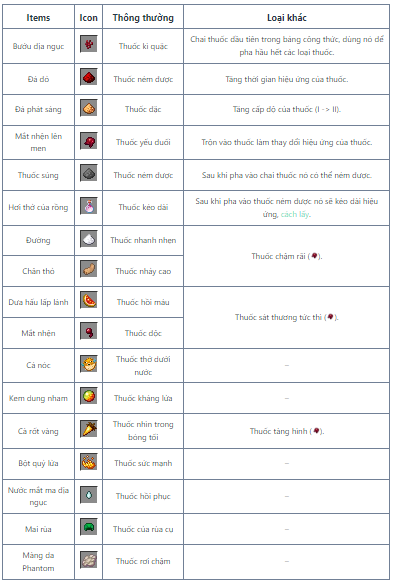 Items Icon Thông thường Loại khác
Bướu địa ngục Thuốc kì quặc Chai thuốc đầu tiên trong bảng công thức, dùng nó để
pha hầu hết các loại thuốc.
Đá đỏ Thuốc ném được Tăng thời gian hiệu ứng của thuốc.
Đá phát sáng Thuốc đặc Tăng cấp độ của thuốc (I -> II).
Mắt nhện lên
men Thuốc yếu đuối Trộn vào thuốc làm thay đổi hiệu ứng của thuốc.
Thuốc súng Thuốc ném được Sau khi pha vào chai thuốc nó có thể ném được.
Hơi thở của rồng Thuốc kéo dài Sau khi pha vào thuốc ném được nó sẽ kéo dài hiệu
ứng, cách lấy.
Đường Thuốc nhanh nhẹn
Thuốc chậm rãi ( ).
Chân thỏ Thuốc nhảy cao
Dưa hấu lấp lánh Thuốc hồi máu
Thuốc sát thương tức thì ( ).
Mắt nhện Thuốc độc
Cá nóc Thuốc thở dưới
nước –
Kem dung nham Thuốc kháng lửa –
Cà rốt vàng Thuốc nhìn trong
bóng tối Thuốc tàng hình ( ).
Bột quỷ lửa Thuốc sức mạnh –
Nước mắt ma địa
ngục Thuốc hồi phục –
Mai rùa Thuốc của rùa cụ –
Màng da
Phantom Thuốc rơi chậm –